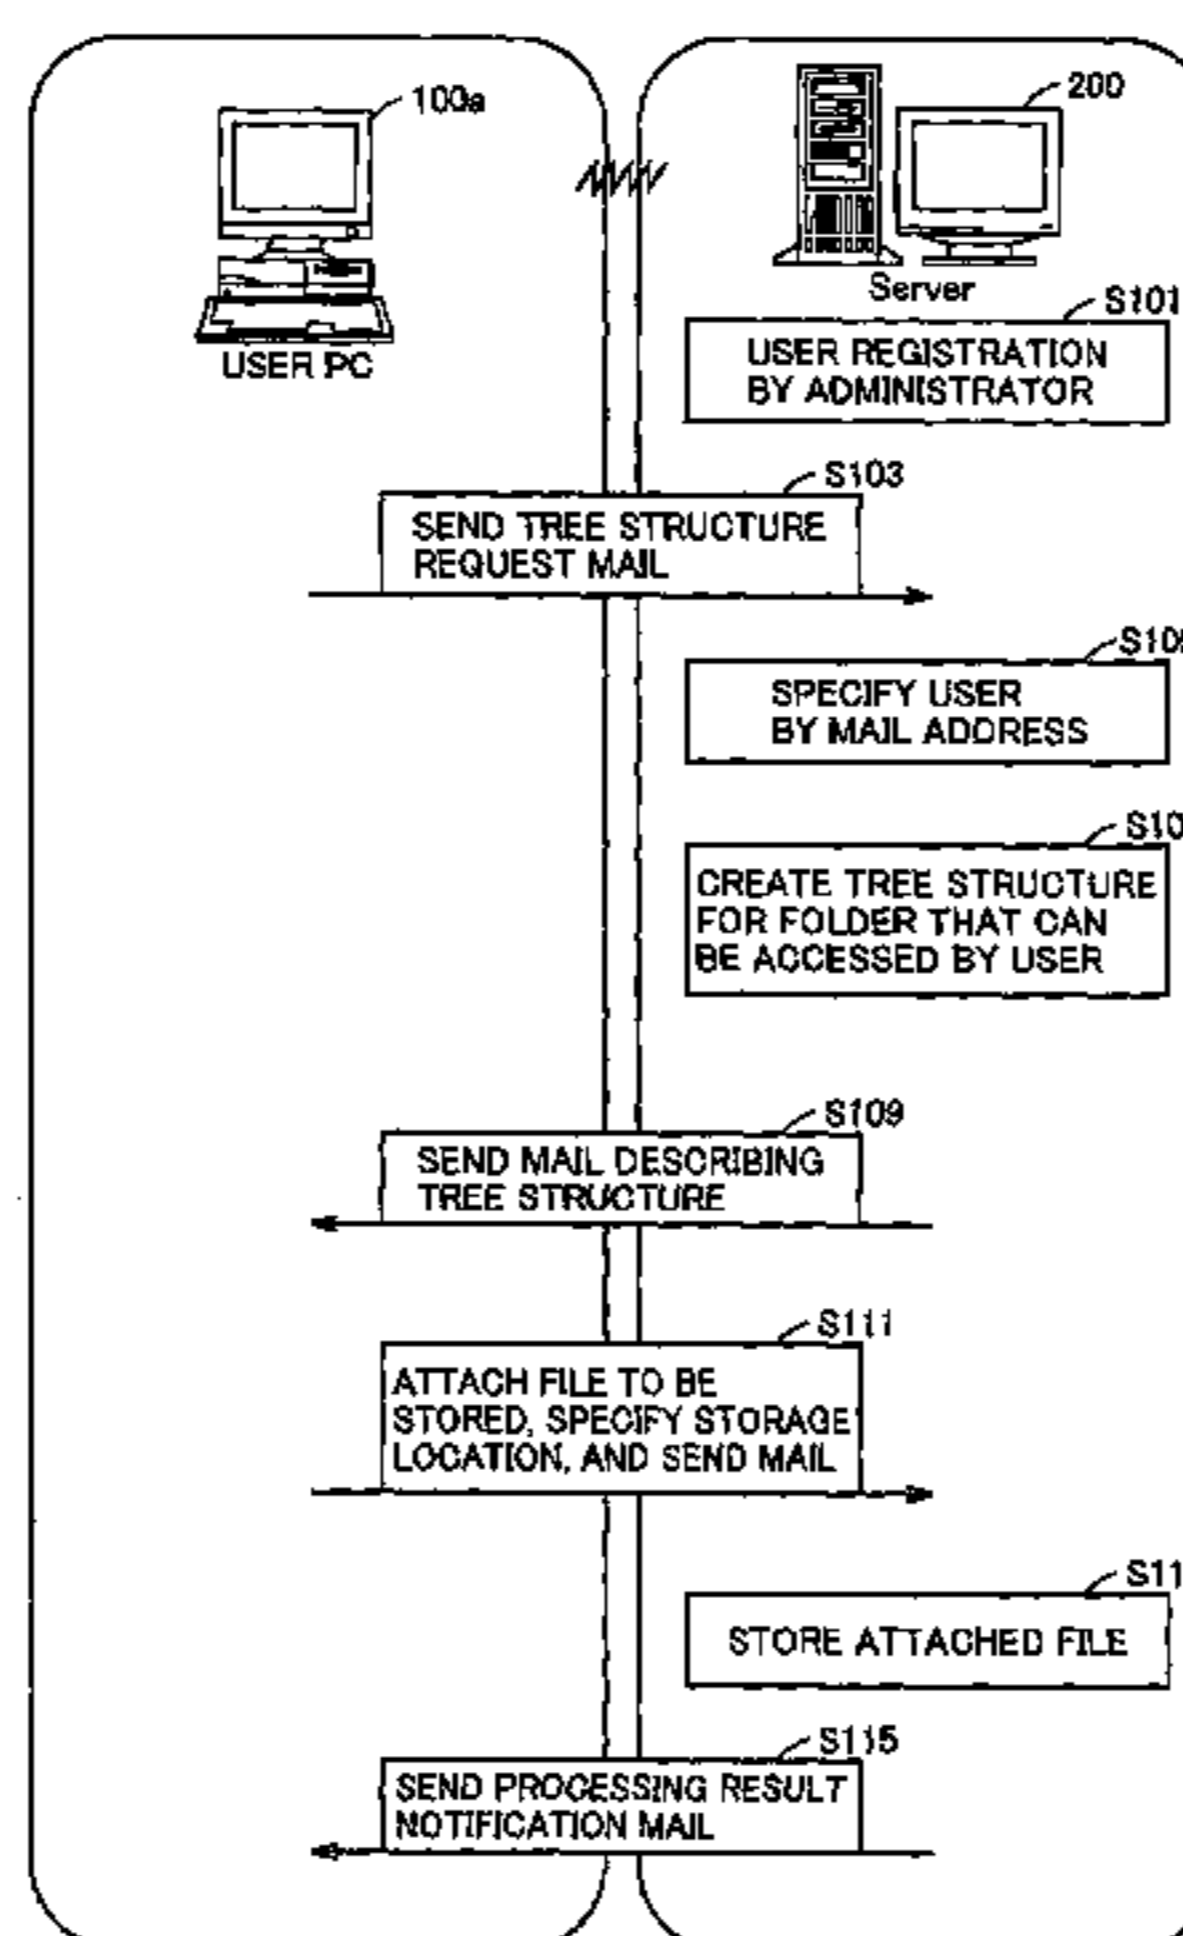 100a
200
USER PC
Server
S101
USER REGISTRATION
BY ADMINISTRATOR
S103
SEND TREE STRUCTURE
REQUEST MAIL
SPECIFY USER
BY MAIL ADDRESS
CREATE TREE STRUCTURE
FOR FOLDER THAT CAN
BE ACCESSED BY USER
S109
SEND MAIL DESCRIBING
TREE STRUCTURE
S111
ATTACH FILE TO BE
STORED, SPECIFY STORAGE
LOCATION, AND SEND MAIL
STORE ATTACHED FILE
S115
SEND PROCESSING RESULT
NOTIFICATION MAIL